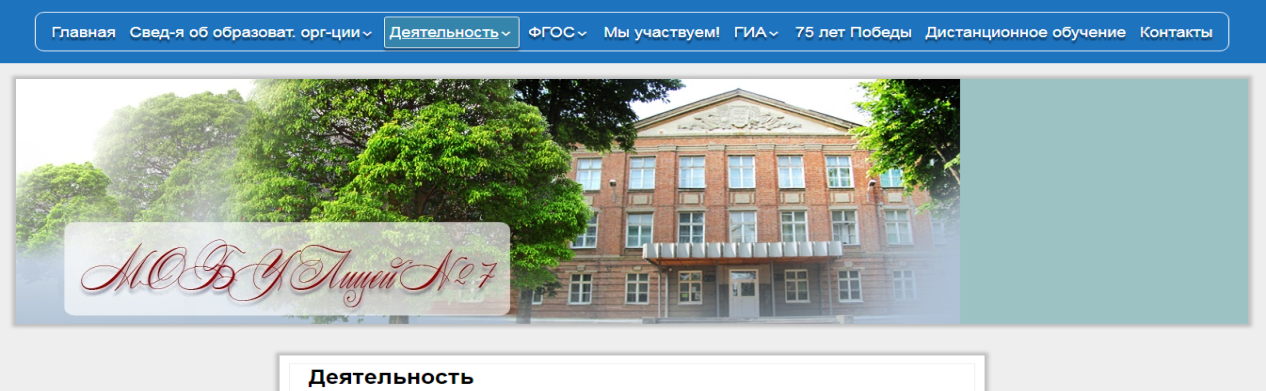 Главная Свед-я об образоват. орг-ции Деятельность ФГОС Мы участвуем! ГИА 75 лет Победы Дистанционное обучение Контакты
МОБУ Лицей №7
Деятельность